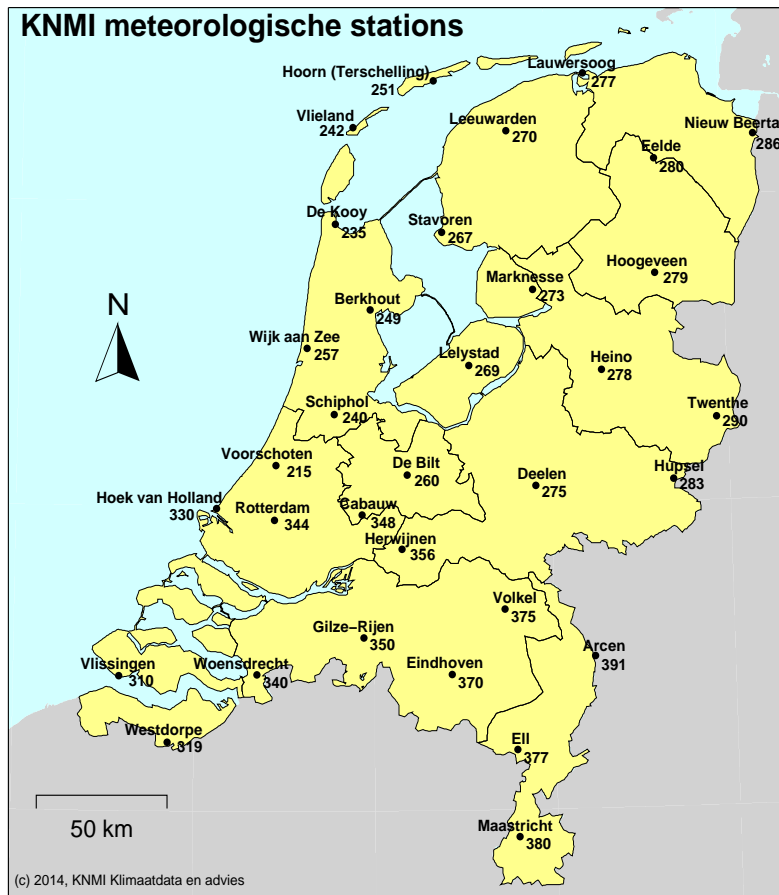 KNMI meteorologische stations
Lauwersoog
277
Hoorn (Terschelling)
251
Vlieland
242
Leeuwarden
270
Nieuw Beerta
286
Eelde
280
De Kooy
235
Stavoren
267
Hoogeveen
279
Marknesse
273
Berkhout
249
N
Wijk aan Zee
257
Lelystad
269
Heino
278
Schiphol
240
Twenthe
290
Voorschoten
215
De Bilt
260
Deelen
275
Hupsel
283
Hoek van Holland
330
Rotterdam
344
Cabauw
348
Herwijnen
356
Volkel
375
Gilze–Rijen
350
Arcen
391
Vlissingen
310
Woensdrecht
340
Eindhoven
370
Westdorpe
319
Ell
377
50 km
Maastricht
380
(c) 2014, KNMI Klimaatdata en advies